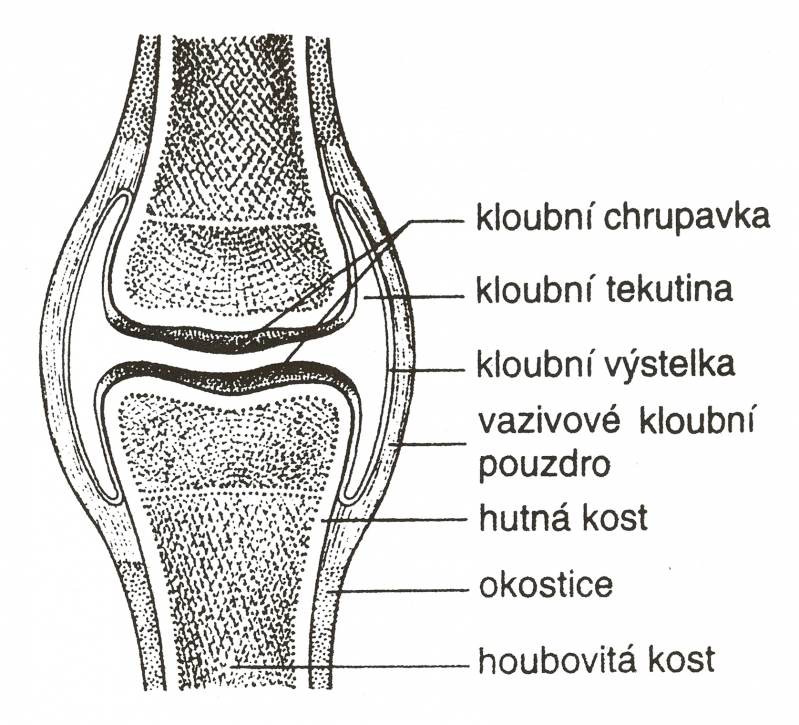 kloubní chrupavka
kloubní tekutina
kloubní výstelka
vazivové kloubní
pouzdro
hutná kost
okostice
houbovitá kost